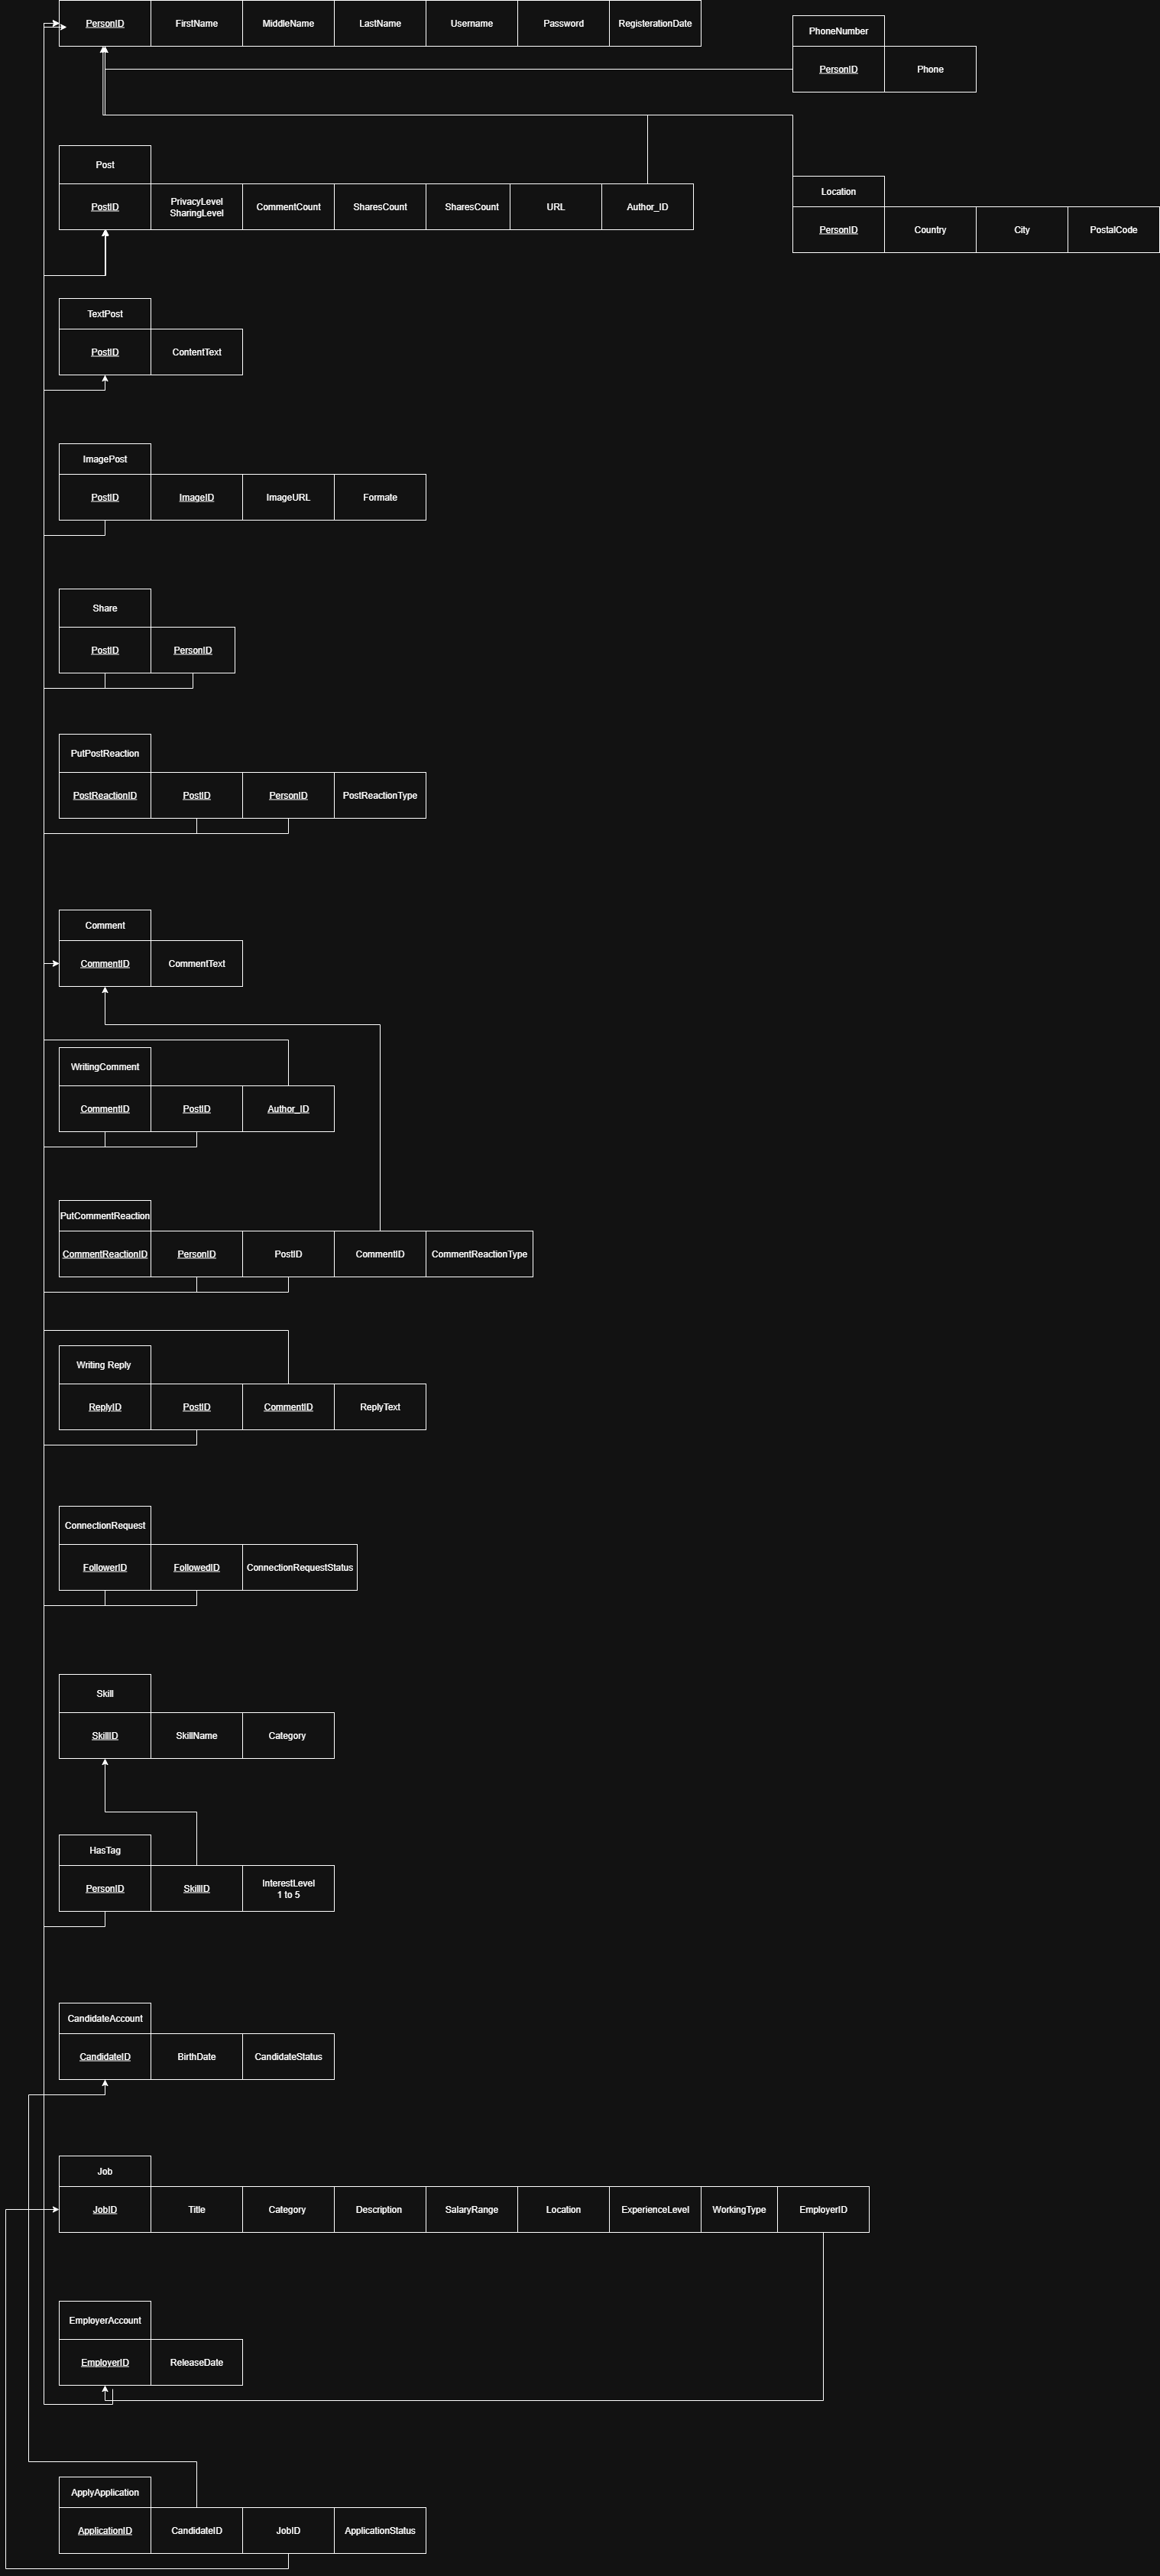 PersonID FirstName MiddleName LastName Username Password RegisterationDate
PhoneNumber
PersonID Phone
Post
PostID PrivacyLevel SharingLevel CommentCount SharesCount SharesCount URL Author_ID
Location
PersonID Country City PostalCode
TextPost
PostID ContentText
ImagePost
PostID ImageID ImageURL Formate
Share
PostID PersonID
PutPostReaction
PostReactionID PostID PersonID PostReactionType
Comment
CommentID CommentText
WritingComment
CommentID PostID Author_ID
PutCommentReaction
CommentReactionID PersonID PostID CommentID CommentReactionType
Writing Reply
ReplyID PostID CommentID ReplyText
ConnectionRequest
FollowerID FollowedID ConnectionRequestStatus
Skill
SkillID SkillName Category
HasTag
PersonID SkillID InterestLevel 1 to 5
CandidateAccount
CandidateID BirthDate CandidateStatus
Job
JobID Title Category Description SalaryRange Location ExperienceLevel WorkingType EmployerID
EmployerAccount
EmployerID ReleaseDate
ApplyApplication
ApplicationID CandidateID JobID ApplicationStatus